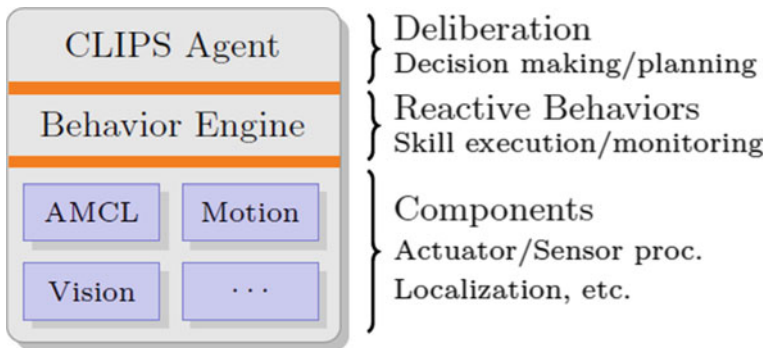 CLIPS Agent
Deliberation
Decision making/planning
Behavior Engine
Reactive Behaviors
Skill execution/monitoring
AMCL
Motion
Vision
...
Components
Actuator/Sensor proc.
Localization, etc.